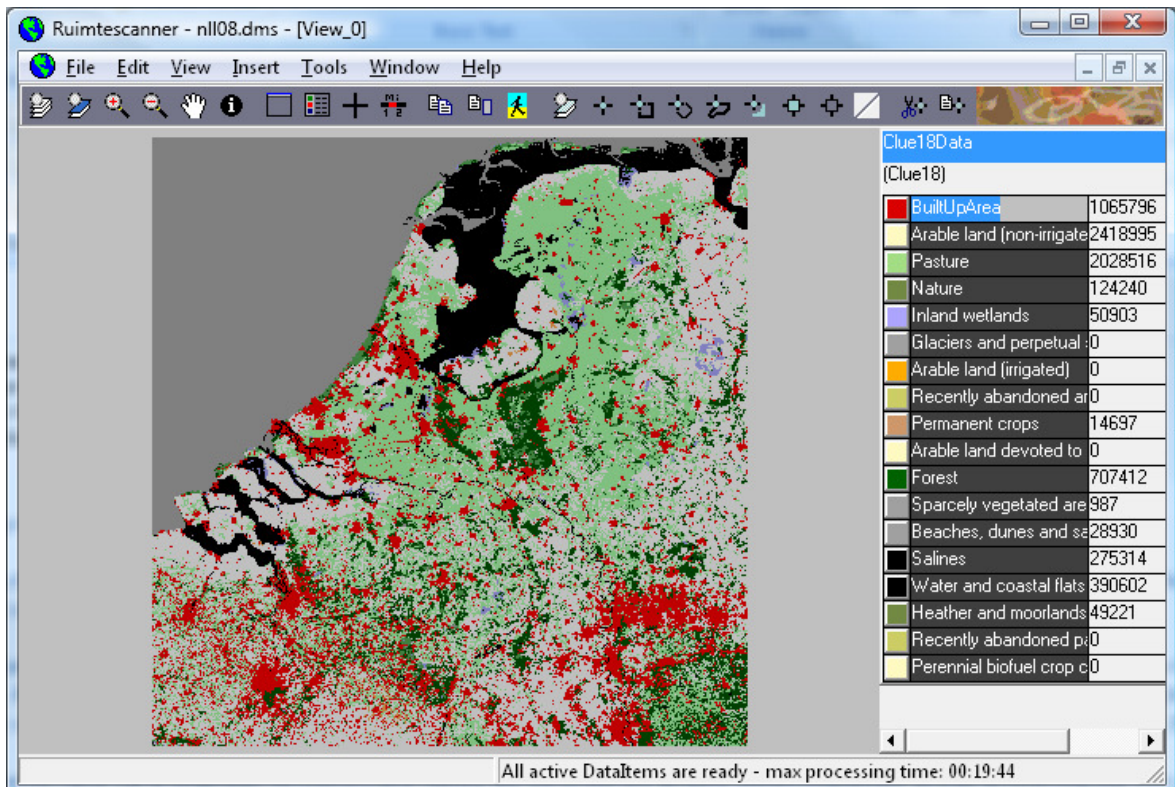 Ruimtescanner - nll08.dms - [View_0]
File Edit View Insert Tools Window Help
Clue18Data
(Clue18)
BuiltUpArea 1065796
Arable land (non-irrigate 2418995
Pasture 2028516
Nature 124240
Inland wetlands 50903
Glaciers and perpetual 0
Arable land (irrigated) 0
Recently abandoned ar 0
Permanent crops 14697
Arable land devoted to 0
Forest 707412
Sparcely vegetated are 987
Beaches, dunes and sa 28930
Salines 275314
Water and coastal flats 390602
Heather and moorlands 49221
Recently abandoned pa 0
Perennial biofuel crop c 0
All active DataItems are ready - max processing time: 00:19:44